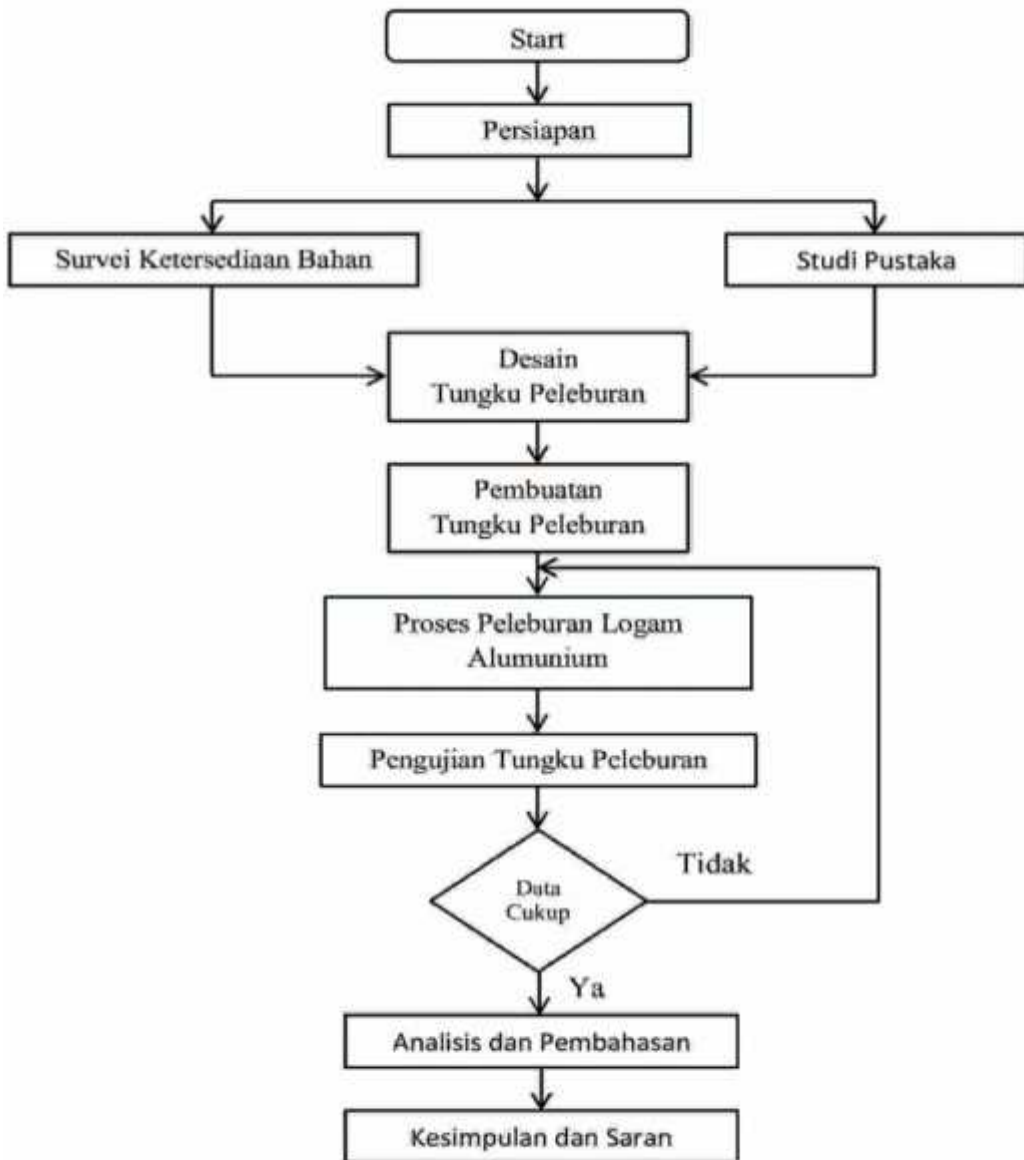 Start
Persiapan
Survei Ketersediaan Bahan
Studi Pustaka
Desain
Tungku Peleburan
Pembuatan
Tungku Peleburan
Proses Peleburan Logam
Alumunium
Pengujian Tungku Peleburan
Data
Cukup
Tidak
Ya
Analisis dan Pembahasan
Kesimpulan dan Saran